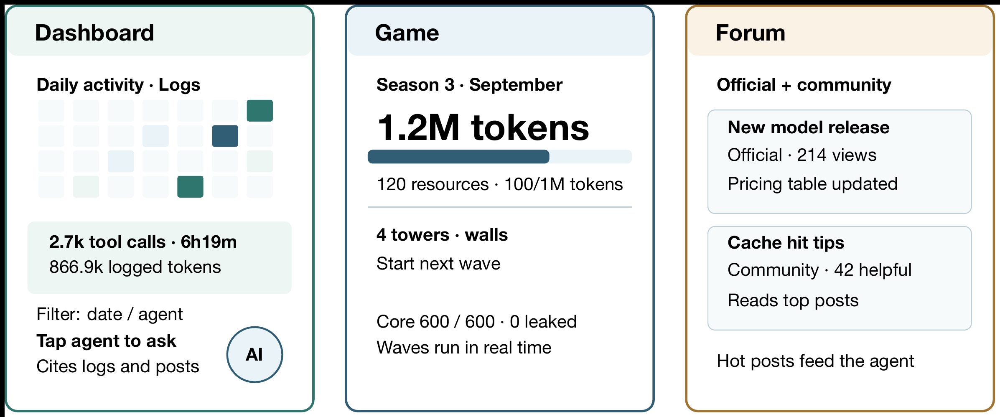 Dashboard
Daily activity · Logs
2.7k tool calls · 6h19m
866.9k logged tokens
Filter: date / agent
Tap agent to ask
Cites logs and posts
AI
Game
Season 3 · September
1.2M tokens
120 resources · 100/1M tokens
4 towers · walls
Start next wave
Core 600 / 600 · 0 leaked
Waves run in real time
Forum
Official + community
New model release
Official · 214 views
Pricing table updated
Cache hit tips
Community · 42 helpful
Reads top posts
Hot posts feed the agent